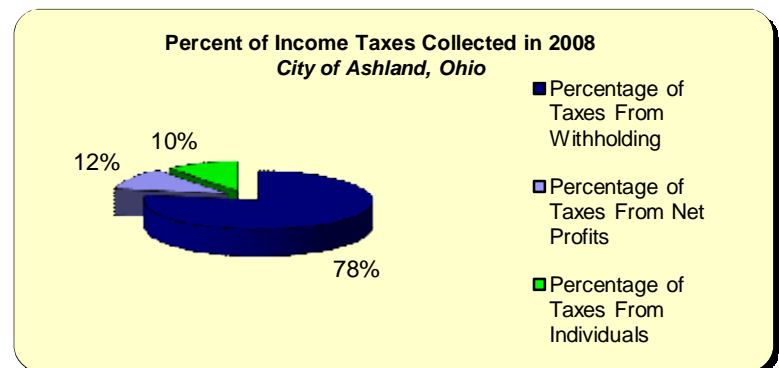 Percent of Income Taxes Collected in 2008
City of Ashland, Ohio
10%
12%
78%
Percentage of
Taxes From
Withholding
Percentage of
Taxes From Net
Profits
Percentage of
Taxes From
Individuals